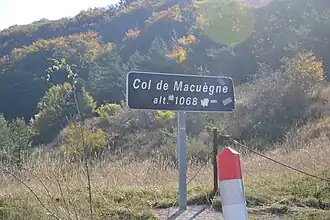 Col de Macuègne
alt. 1068